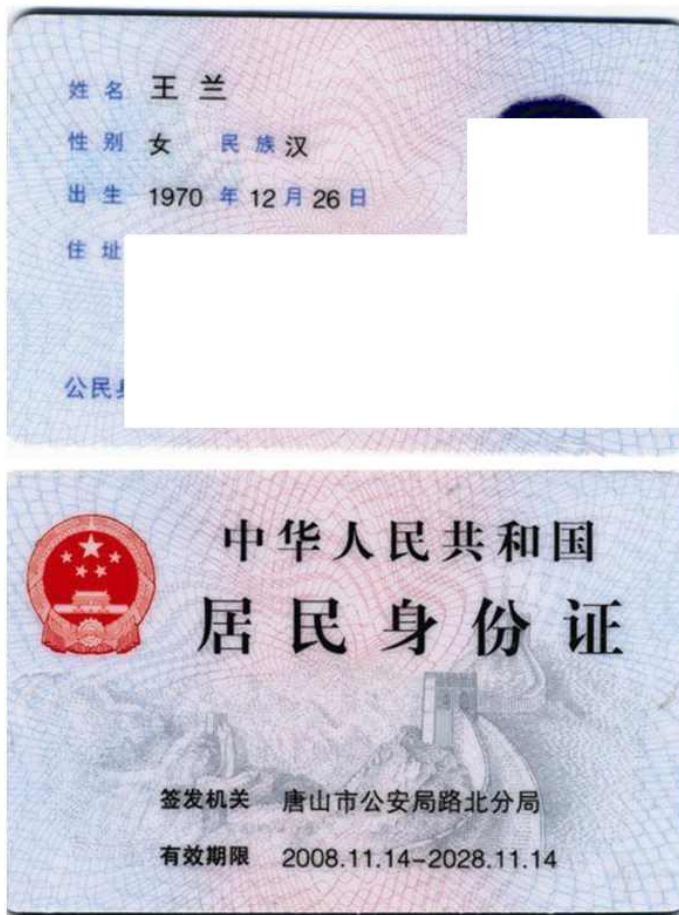 姓名 王兰
性别 女 民族 汉
出生 1970 年 12 月 26 日
住址
公民
中华人民共和国
居民身份证
签发机关 唐山市公安局路北分局
有效期限 2008.11.14-2028.11.14